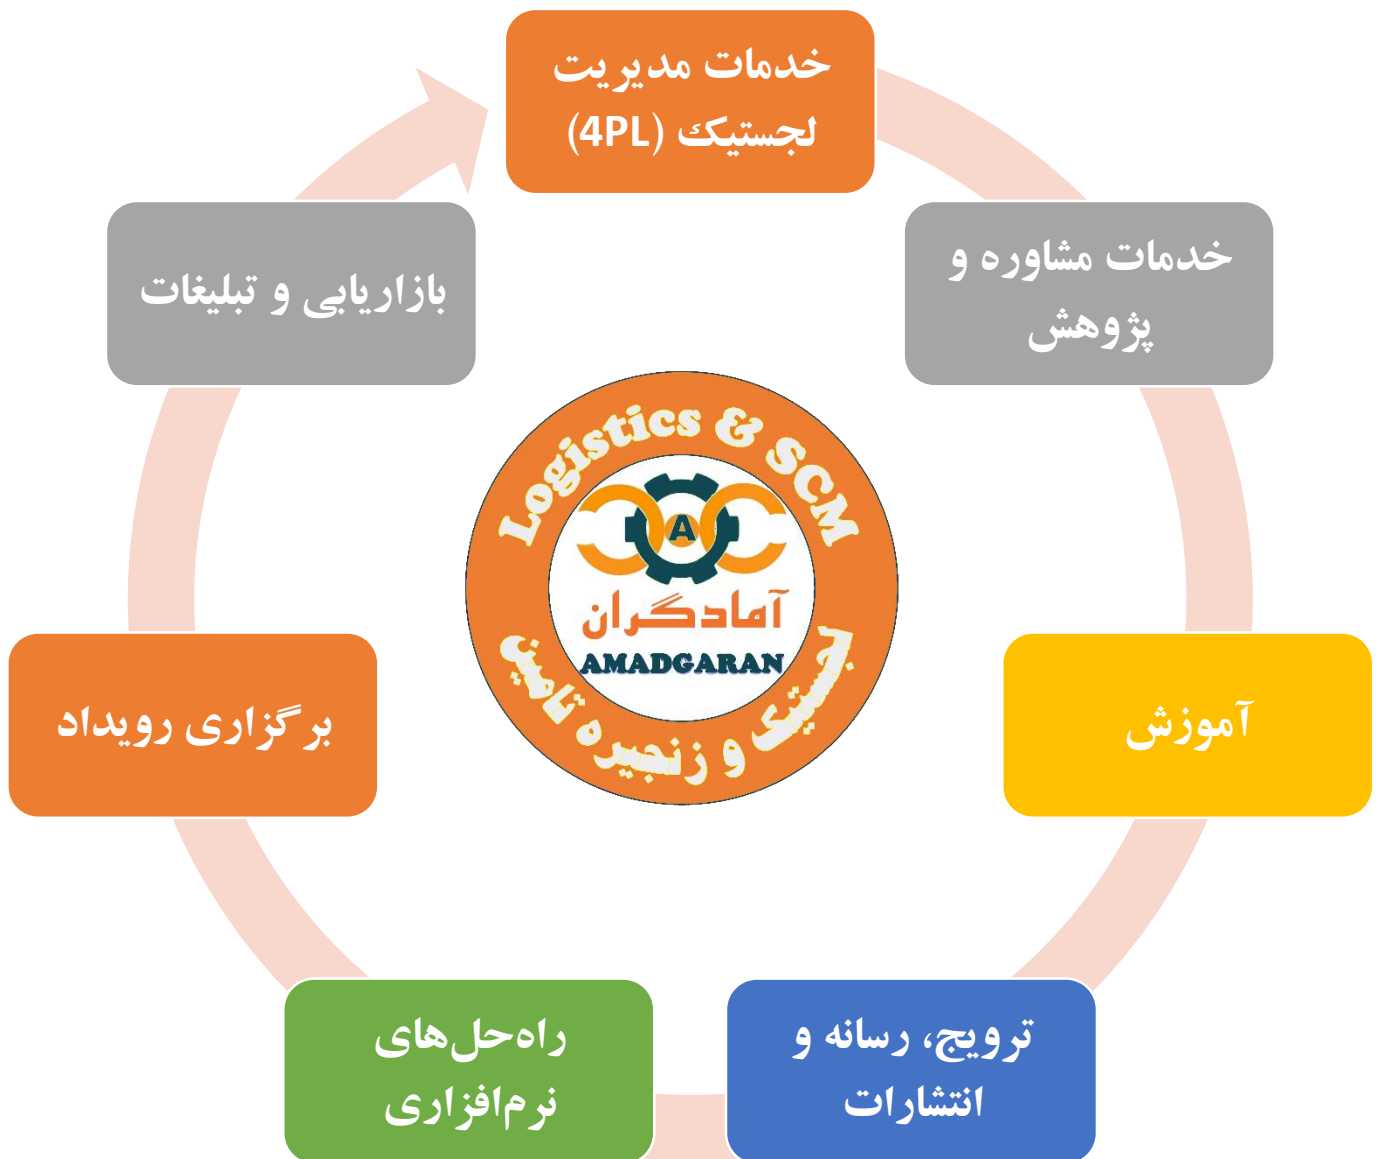 خدمات مدیریت
لجستیک (4PL)
خدمات مشاوره و
پژوهش
آموزش
ترویج، رسانه و
انتشارات
راه‌حل‌های
نرم‌افزاری
برگزاری رویداد
بازاریابی و تبلیغات
Logistics & SCM
A
آمادگران
AMADGARAN
لجستیک و زنجیره تامین